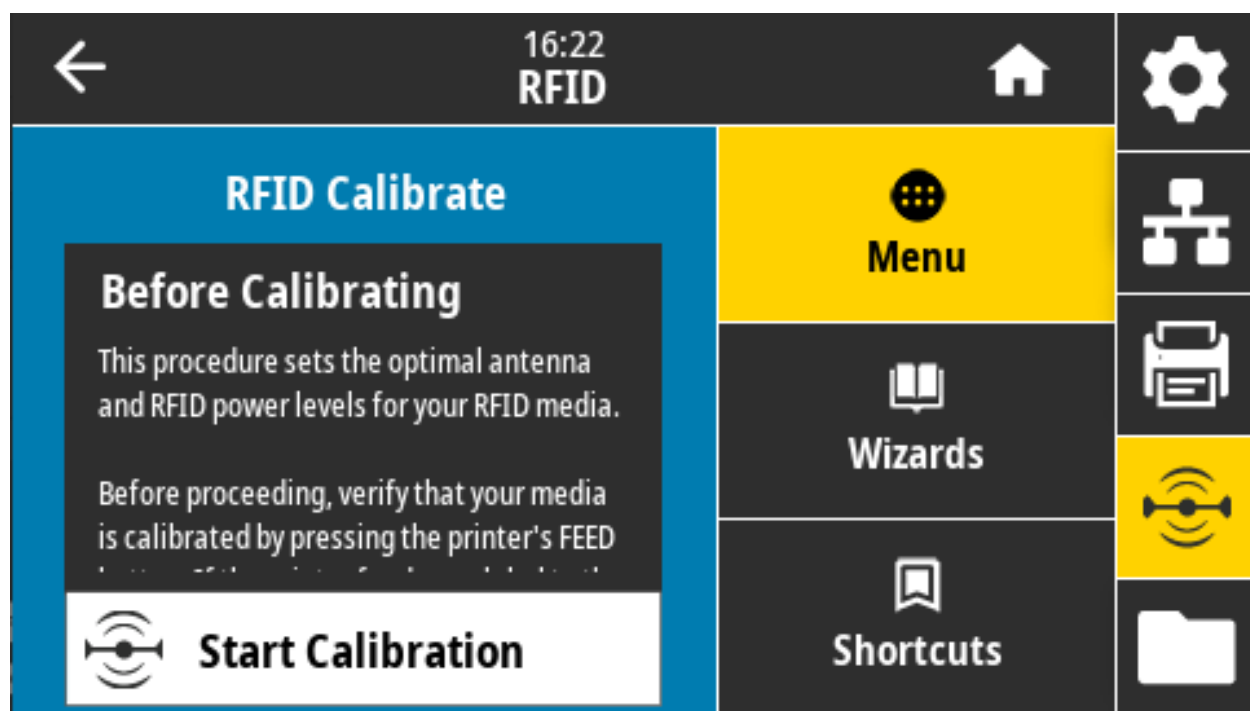 16:22
RFID
RFID Calibrate
Before Calibrating
This procedure sets the optimal antenna
and RFID power levels for your RFID media.
Before proceeding, verify that your media
is calibrated by pressing the printer's FEED
Start Calibration
Menu
Wizards
Shortcuts